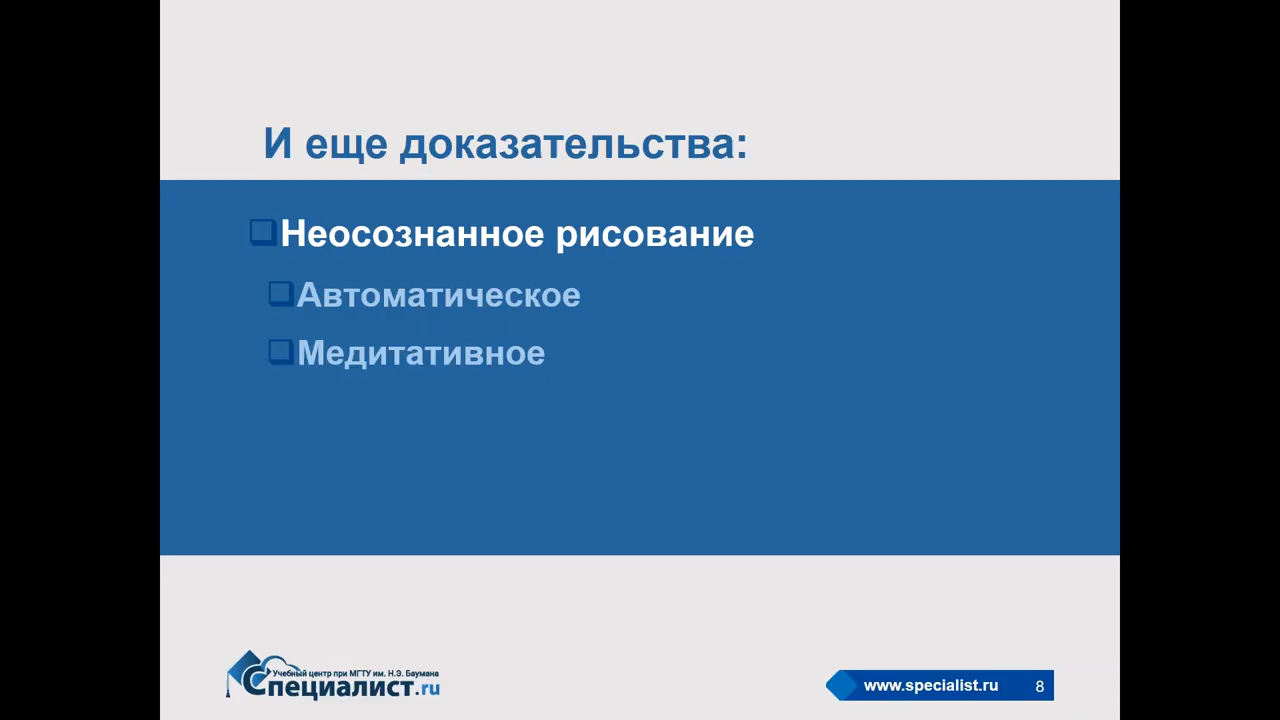 И еще доказательства:
Неосознанное рисование
Автоматическое
Медитативное
Учебный центр при МГТУ им. Н.Э. Баумана
Специалист.ru
www.specialist.ru 8